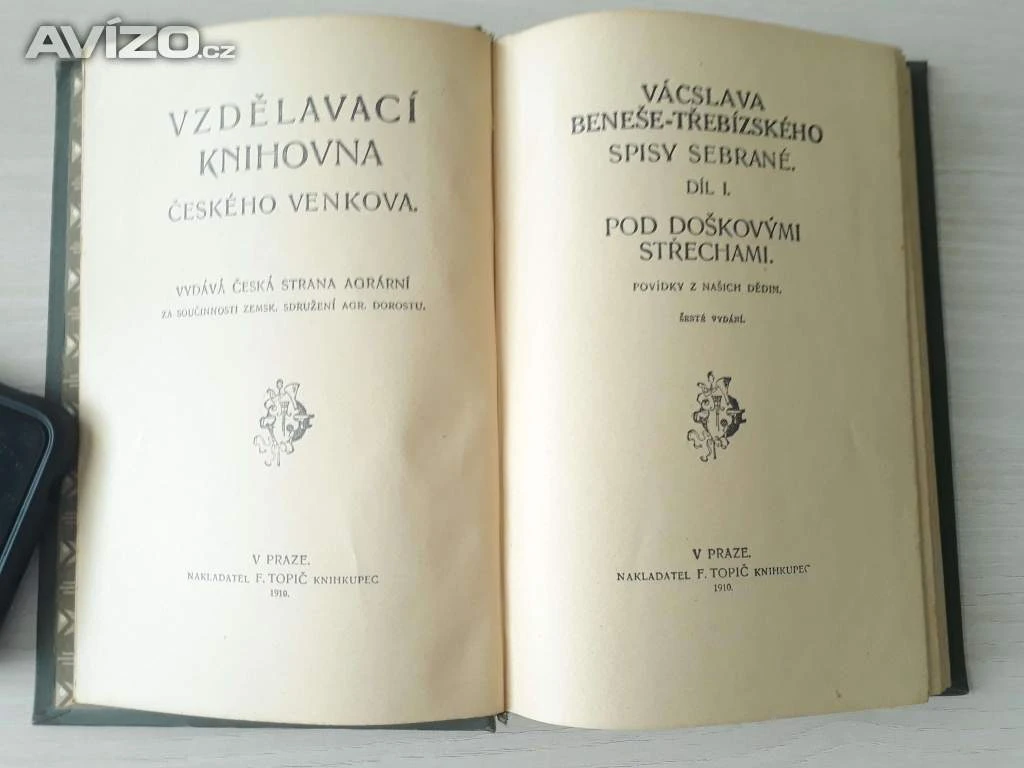 AVÍZO.cz
VZDĚLAVACÍ
KNIHOVNA
ČESKÉHO VENKOVA.
VYDÁVÁ ČESKÁ STRANA AGRÁRNÍ
ZA SOUČINNOSTI ZEMSK. SDRUŽENÍ AGR. DOROSTU.
V PRAZE.
NAKLADATEL F. TOPIČ KNIHKUPEC
1910.
VÁCSLAVA
BENEŠE-TŘEBÍZSKÉHO
SPISY SEBRANÉ.
DÍL I.
POD DOŠKOVÝMI
STŘECHAMI.
POVÍDKY Z NAŠICH DĚDIN.
ŠESTÉ VYDÁNÍ.
V PRAZE.
NAKLADATEL F. TOPIČ KNIHKUPEC
1910.